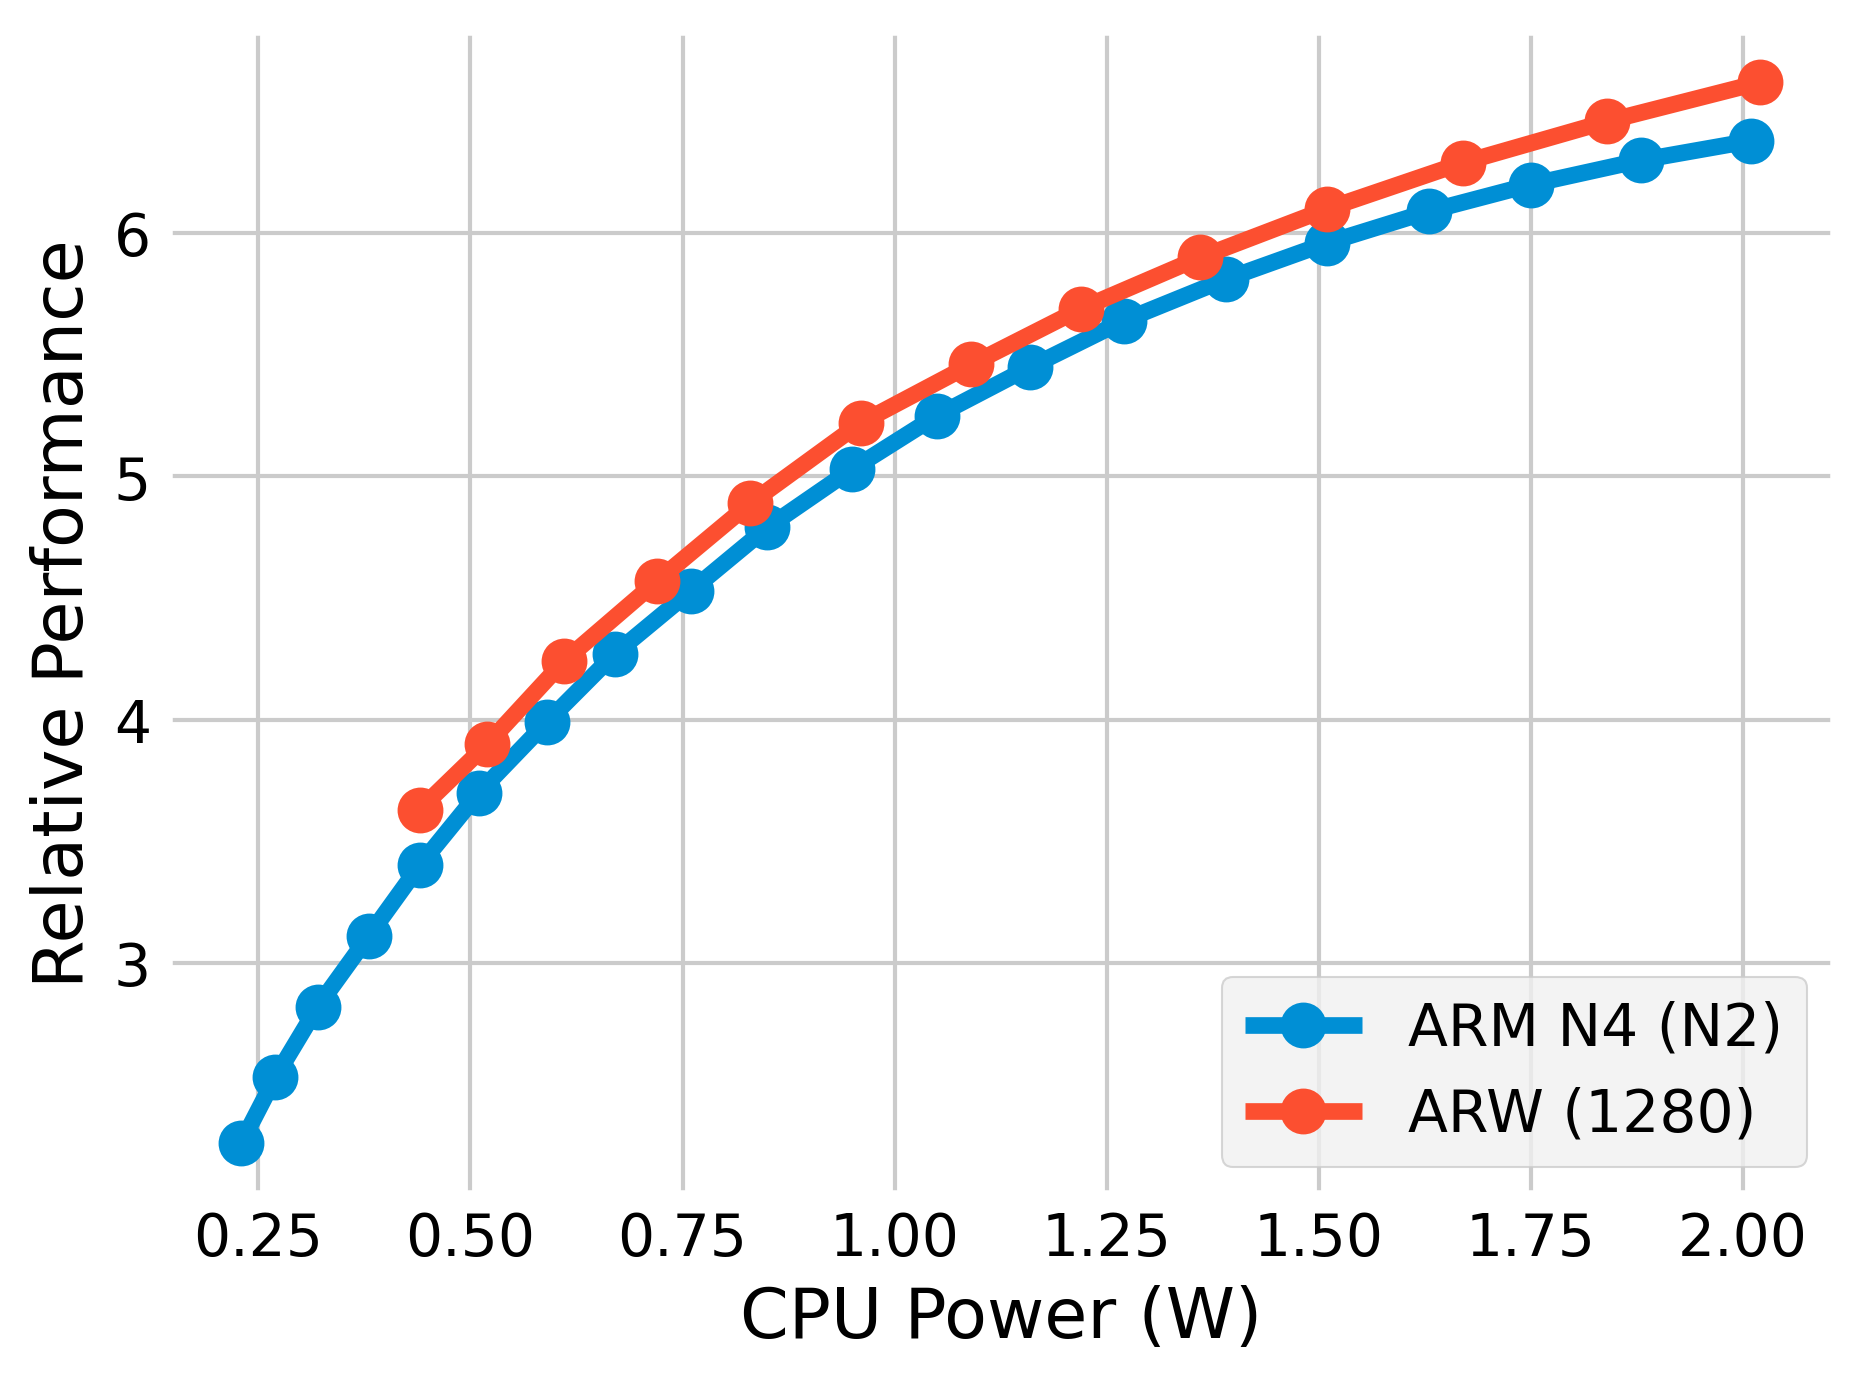 Relative Performance
6
5
4
3
ARM N4 (N2)
ARW (1280)
0.25 0.50 0.75 1.00 1.25 1.50 1.75 2.00
CPU Power (W)